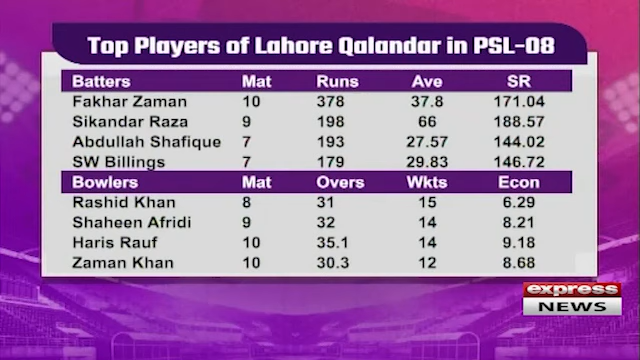 Top Players of Lahore Qalandar in PSL-08
Batters Mat Runs Ave SR
Fakhar Zaman 10 378 37.8 171.04
Sikandar Raza 9 198 66 188.57
Abdullah Shafique 7 193 27.57 144.02
SW Billings 7 179 29.83 146.72
Bowlers Mat Overs Wkts Econ
Rashid Khan 8 31 15 6.29
Shaheen Afridi 9 32 14 8.21
Haris Rauf 10 35.1 14 9.18
Zaman Khan 10 30.3 12 8.68
express
NEWS